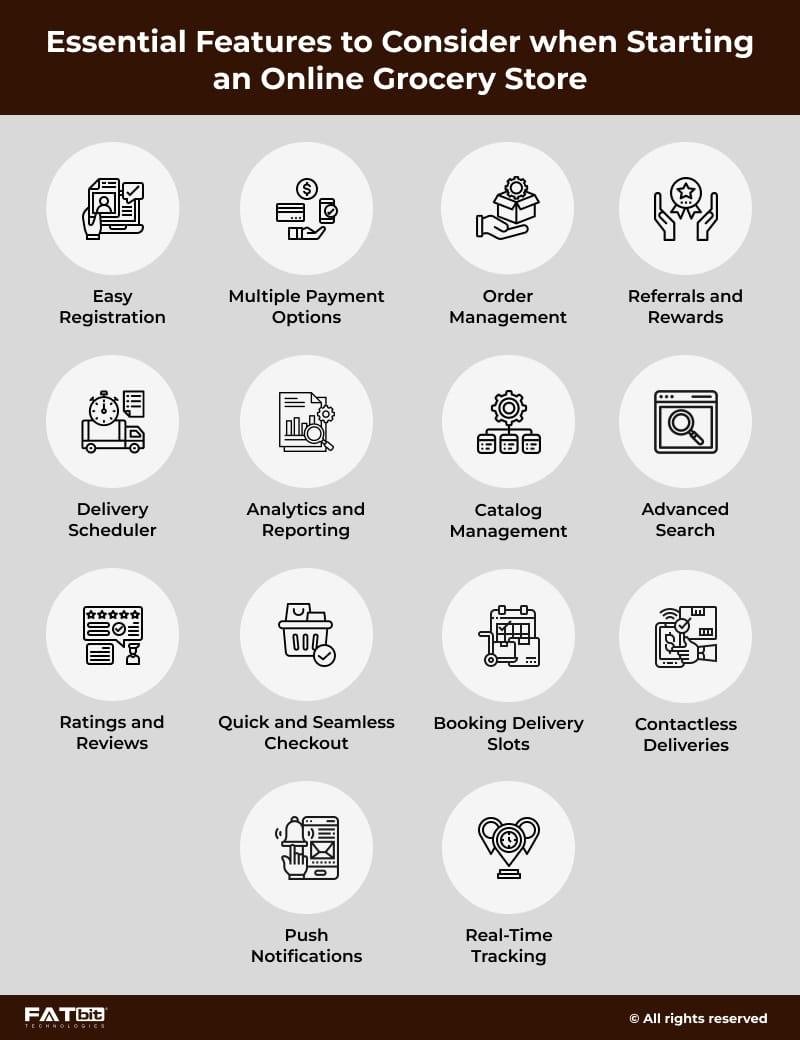 Essential Features to Consider when Starting
an Online Grocery Store
Easy
Registration
Multiple Payment
Options
Order
Management
Referrals and
Rewards
Delivery
Scheduler
Analytics and
Reporting
Catalog
Management
Advanced
Search
Ratings and
Reviews
Quick and Seamless
Checkout
Booking Delivery
Slots
Contactless
Deliveries
Push
Notifications
Real-Time
Tracking
FATbit
TECHNOLOGIES
© All rights reserved